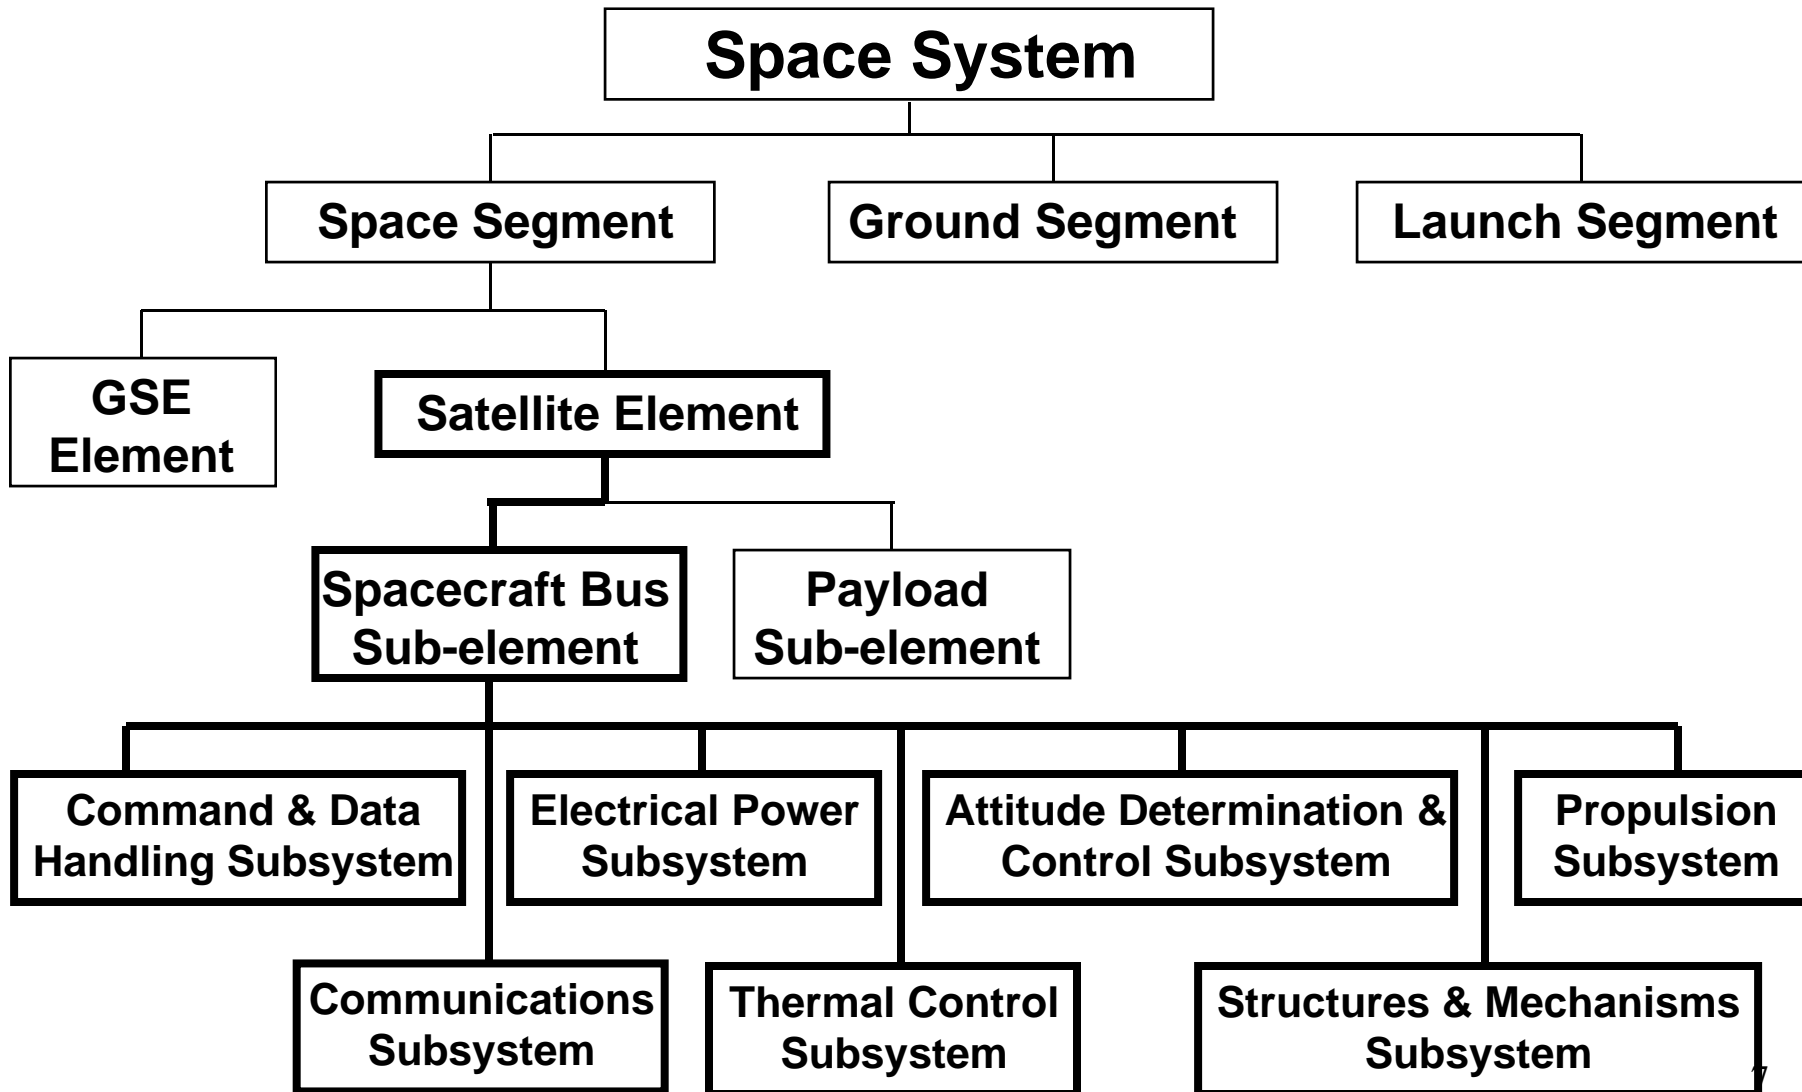 Space System
Space Segment
Ground Segment
Launch Segment
GSE
Element
Satellite Element
Spacecraft Bus
Sub-element
Payload
Sub-element
Command & Data
Handling Subsystem
Electrical Power
Subsystem
Attitude Determination &
Control Subsystem
Propulsion
Subsystem
Communications
Subsystem
Thermal Control
Subsystem
Structures & Mechanisms
Subsystem
7